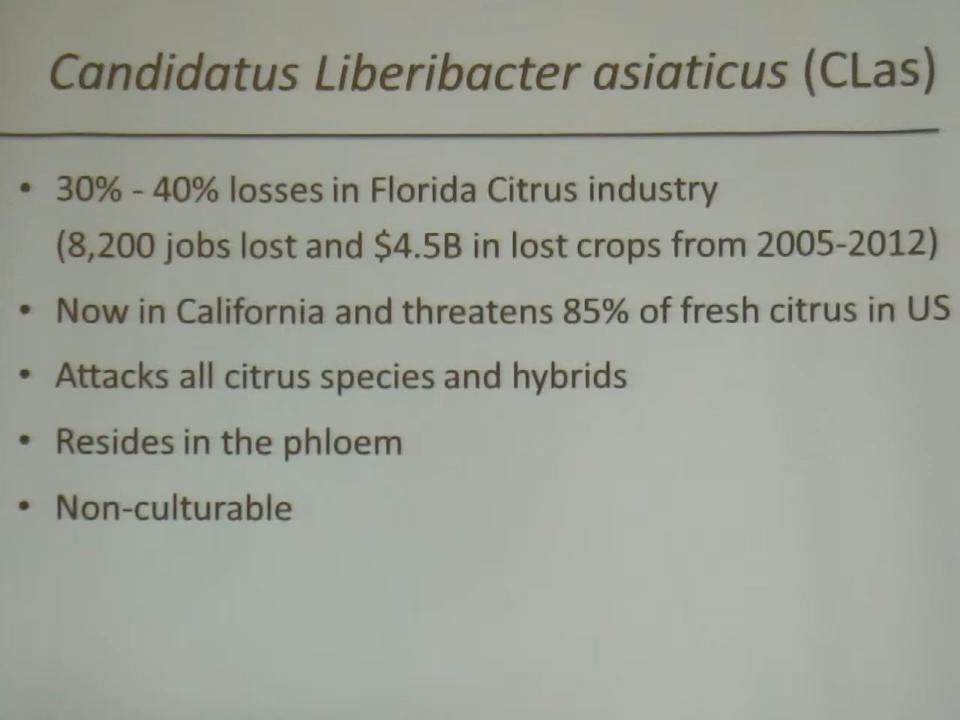 Candidatus Liberibacter asiaticus (CLas)
• 30% - 40% losses in Florida Citrus industry
(8,200 jobs lost and $4.5B in lost crops from 2005-2012)
• Now in California and threatens 85% of fresh citrus in US
• Attacks all citrus species and hybrids
• Resides in the phloem
• Non-culturable